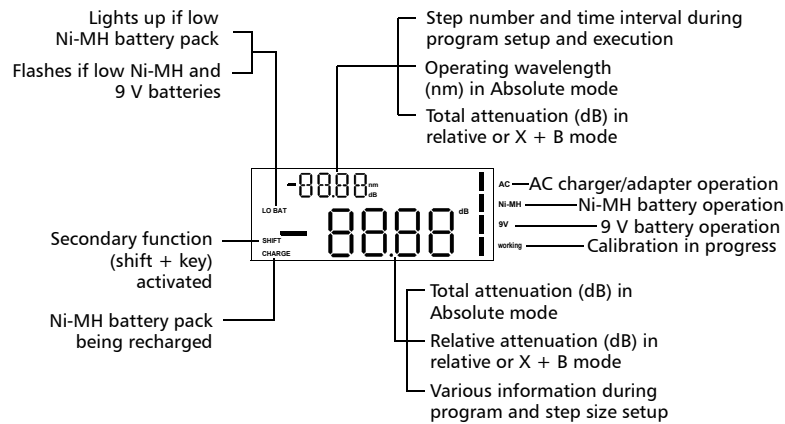 Lights up if low
Ni-MH battery pack
Flashes if low Ni-MH and
9 V batteries
Step number and time interval during
program setup and execution
Operating wavelength
(nm) in Absolute mode
Total attenuation (dB) in
relative or X + B mode
-88.88 nm
dB
LO BAT
88.88 dB
SHIFT
CHARGE
AC
Ni-MH
9V
working
AC charger/adapter operation
Ni-MH battery operation
9 V battery operation
Calibration in progress
Secondary function
(shift + key)
activated
Ni-MH battery pack
being recharged
Total attenuation (dB) in
Absolute mode
Relative attenuation (dB) in
relative or X + B mode
Various information during
program and step size setup